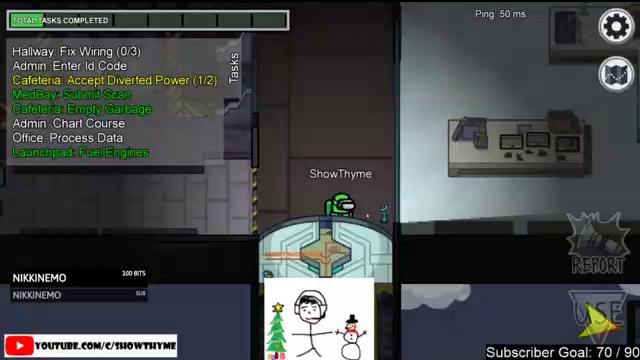 TOTAL TASKS COMPLETED
Ping: 50 ms
Hallway: Fix Wiring (0/3)
Admin: Enter Id Code
Cafeteria: Accept Diverted Power (1/2)
MedBay: Submit Scan
Cafeteria: Empty Garbage
Admin: Chart Course
Office: Process Data
Launchpad: Fuel Engines
Tasks
ShowThyme
REPORT
NIKKINEMO 100 BITS
NIKKINEMO SUB
USE
YOUTUBE.COM/C/SHOWTHYME
Subscriber Goal: 70 / 90